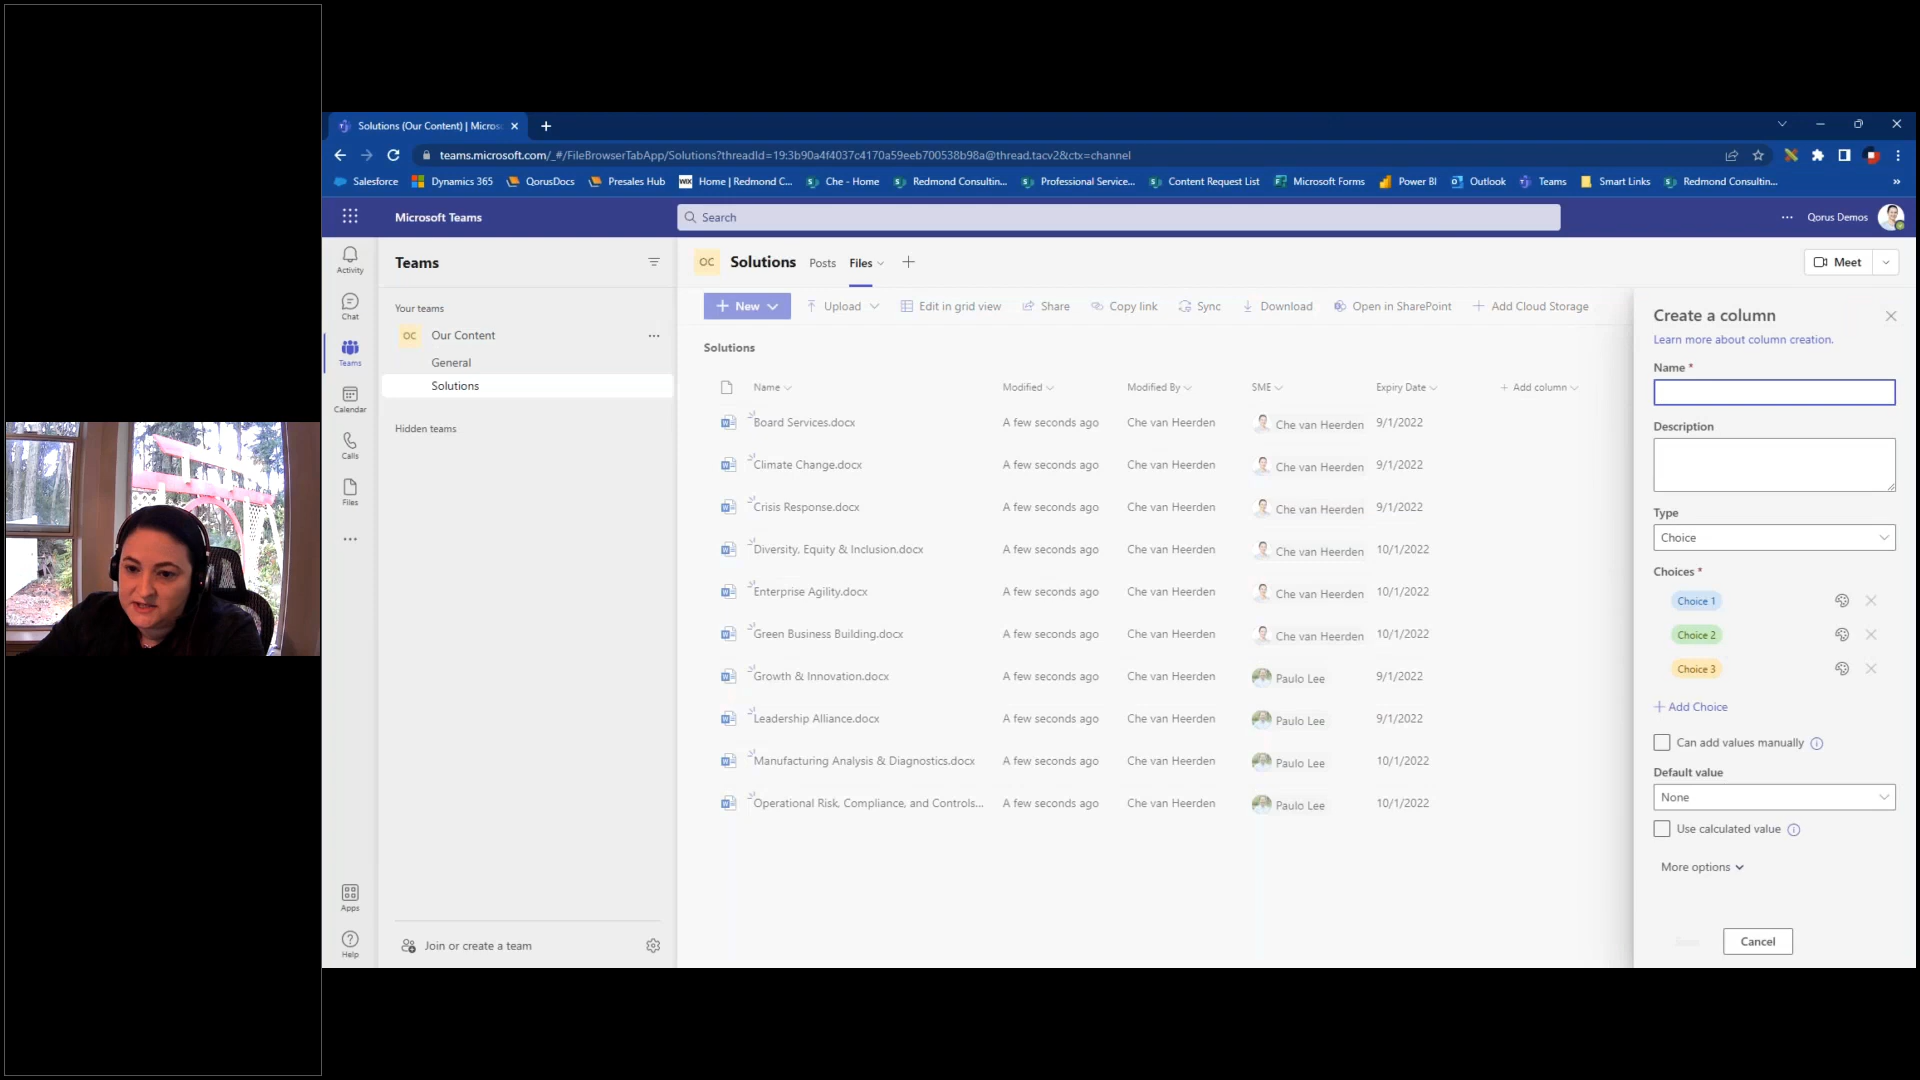 Solutions (Our Content) | Micros
teams.microsoft.com/_#/FileBrowserTabApp/Solutions?threadId=19:3b90a4f4037c4170a59eeb700538b98a@thread.tacv2&ctx=channel
Salesforce Dynamics 365 QorusDocs Presales Hub Home | Redmond C... Che - Home Redmond Consultin... Professional Service... Content Request List Microsoft Forms Power BI Outlook Teams Smart Links Redmond Consultin... »
Microsoft Teams
Search
Qorus Demos
Activity
Chat
Teams
Calendar
Calls
Files
Apps
Help
Teams
Your teams
OC Our Content
General
Solutions
Hidden teams
Join or create a team
OC Solutions Posts Files
Meet
New Upload Edit in grid view Share Copy link Sync Download Open in SharePoint Add Cloud Storage
Solutions
Name Modified Modified By SME Expiry Date Add column
Board Services.docx A few seconds ago Che van Heerden Che van Heerden 9/1/2022
Climate Change.docx A few seconds ago Che van Heerden Che van Heerden 9/1/2022
Crisis Response.docx A few seconds ago Che van Heerden Che van Heerden 9/1/2022
Diversity, Equity & Inclusion.docx A few seconds ago Che van Heerden Che van Heerden 10/1/2022
Enterprise Agility.docx A few seconds ago Che van Heerden Che van Heerden 10/1/2022
Green Business Building.docx A few seconds ago Che van Heerden Che van Heerden 10/1/2022
Growth & Innovation.docx A few seconds ago Che van Heerden Paulo Lee 9/1/2022
Leadership Alliance.docx A few seconds ago Che van Heerden Paulo Lee 9/1/2022
Manufacturing Analysis & Diagnostics.docx A few seconds ago Che van Heerden Paulo Lee 10/1/2022
Operational Risk, Compliance, and Controls... A few seconds ago Che van Heerden Paulo Lee 10/1/2022
Create a column
Learn more about column creation.
Name *
Description
Type
Choice
Choices *
Choice 1
Choice 2
Choice 3
Add Choice
Can add values manually
Default value
None
Use calculated value
More options
Cancel